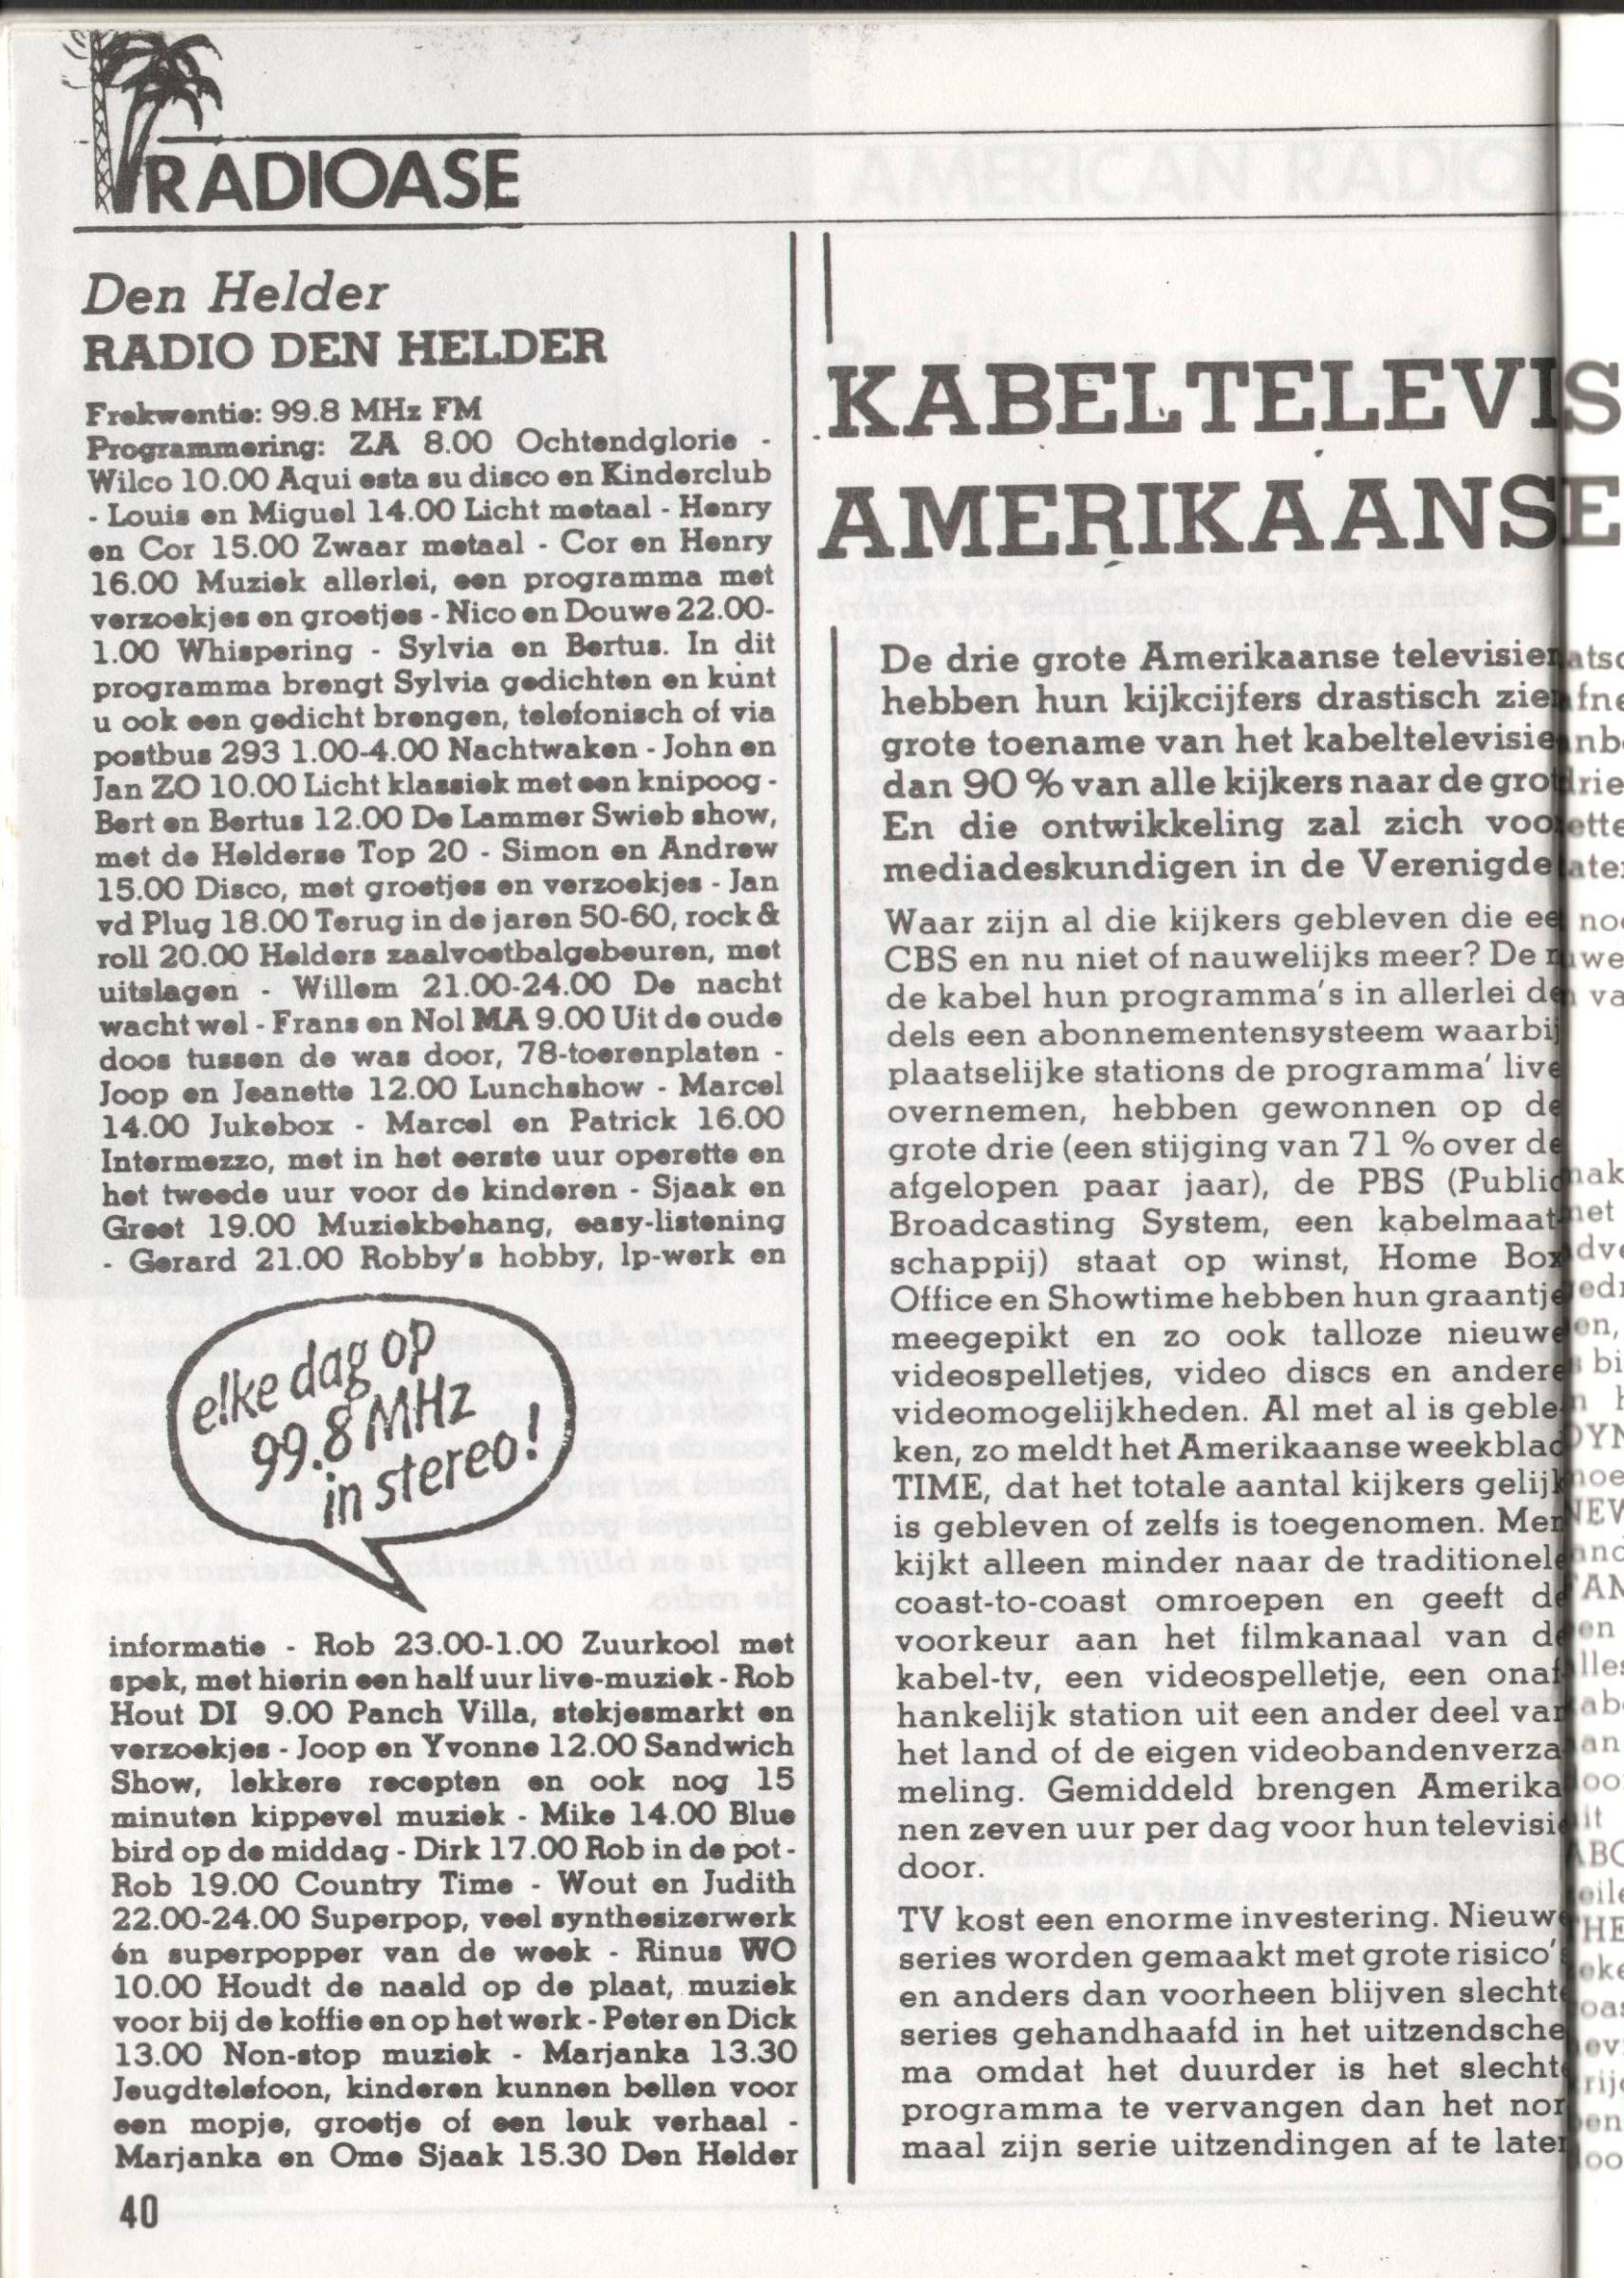 RADIOASE
Den Helder
RADIO DEN HELDER
Frekwentie: 99.8 MHz FM
Programmering: ZA 8.00 Ochtendglorie -
Wilco 10.00 Aqui esta su disco en Kinderclub
- Louis en Miguel 14.00 Licht metaal - Henry
en Cor 15.00 Zwaar metaal - Cor en Henry
16.00 Muziek allerlei, een programma met
verzoekjes en groetjes - Nico en Douwe 22.00-
1.00 Whispering - Sylvia en Bertus. In dit
programma brengt Sylvia gedichten en kunt
u ook een gedicht brengen, telefonisch of via
postbus 293 1.00-4.00 Nachtwaken - John en
Jan ZO 10.00 Licht klassiek met een knipoog -
Bert en Bertus 12.00 De Lammer Swieb show,
met de Helderse Top 20 - Simon en Andrew
15.00 Disco, met groetjes en verzoekjes - Jan
vd Plug 18.00 Terug in de jaren 50-60, rock &
roll 20.00 Helders zaalvoetbalgebeuren, met
uitslagen - Willem 21.00-24.00 De nacht
wacht wel - Frans en Nol MA 9.00 Uit de oude
doos tussen de was door, 78-toerenplaten -
Joop en Jeanette 12.00 Lunchshow - Marcel
14.00 Jukebox - Marcel en Patrick 16.00
Intermezzo, met in het eerste uur operette en
het tweede uur voor de kinderen - Sjaak en
Greet 19.00 Muziekbehang, easy-listening
- Gerard 21.00 Robby's hobby, lp-werk en
elke dag op
99.8 MHz
in stereo!
informatie - Rob 23.00-1.00 Zuurkool met
spek, met hierin een half uur live-muziek - Rob
Hout DI 9.00 Panch Villa, stekjesmarkt en
verzoekjes - Joop en Yvonne 12.00 Sandwich
Show, lekkere recepten en ook nog 15
minuten kippevel muziek - Mike 14.00 Blue
bird op de middag - Dirk 17.00 Rob in de pot -
Rob 19.00 Country Time - Wout en Judith
22.00-24.00 Superpop, veel synthesizerwerk
én superpopper van de week - Rinus WO
10.00 Houdt de naald op de plaat, muziek
voor bij de koffie en op het werk - Peter en Dick
13.00 Non-stop muziek - Marjanka 13.30
Jeugdtelefoon, kinderen kunnen bellen voor
een mopje, groetje of een leuk verhaal -
Marjanka en Ome Sjaak 15.30 Den Helder
40
KABELTELEVIS
AMERIKAANSE
De drie grote Amerikaanse televisie
hebben hun kijkcijfers drastisch zie
grote toename van het kabeltelevisie
dan 90 % van alle kijkers naar de grot
En die ontwikkeling zal zich voo
mediadeskundigen in de Verenigde
Waar zijn al die kijkers gebleven die ee
CBS en nu niet of nauwelijks meer? De
de kabel hun programma's in allerlei de
dels een abonnementensysteem waarbij
plaatselijke stations de programma' live
overnemen, hebben gewonnen op de
grote drie (een stijging van 71 % over de
afgelopen paar jaar), de PBS (Public
Broadcasting System, een kabelmaat-
schappij) staat op winst, Home Box
Office en Showtime hebben hun graantje
meegepikt en zo ook talloze nieuwe
videospelletjes, video discs en andere
videomogelijkheden. Al met al is geble-
ken, zo meldt het Amerikaanse weekblad
TIME, dat het totale aantal kijkers gelijk
is gebleven of zelfs is toegenomen. Men
kijkt alleen minder naar de traditionele
coast-to-coast omroepen en geeft de
voorkeur aan het filmkanaal van de
kabel-tv, een videospelletje, een onaf-
hankelijk station uit een ander deel van
het land of de eigen videobandenverza-
meling. Gemiddeld brengen Amerika-
nen zeven uur per dag voor hun televisie
door.
TV kost een enorme investering. Nieuwe
series worden gemaakt met grote risico's
en anders dan voorheen blijven slechte
series gehandhaafd in het uitzendsche-
ma omdat het duurder is het slechte
programma te vervangen dan het nor-
maal zijn serie uitzendingen af te laten